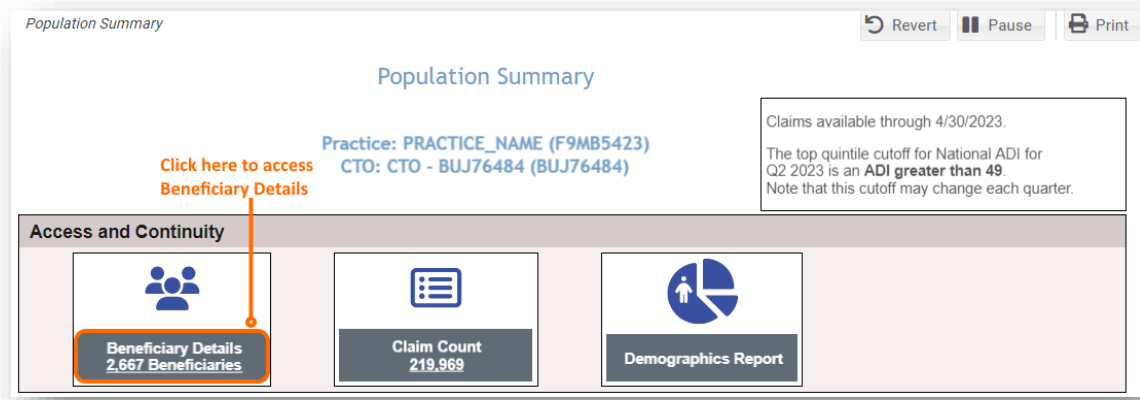 Population Summary
Revert
Pause
Print
Population Summary
Practice: PRACTICE_NAME (F9MB5423)
CTO: CTO - BUJ76484 (BUJ76484)
Claims available through 4/30/2023.
The top quintile cutoff for National ADI for
Q2 2023 is an ADI greater than 49.
Note that this cutoff may change each quarter.
Click here to access
Beneficiary Details
Access and Continuity
Beneficiary Details
2,667 Beneficiaries
Claim Count
219,969
Demographics Report